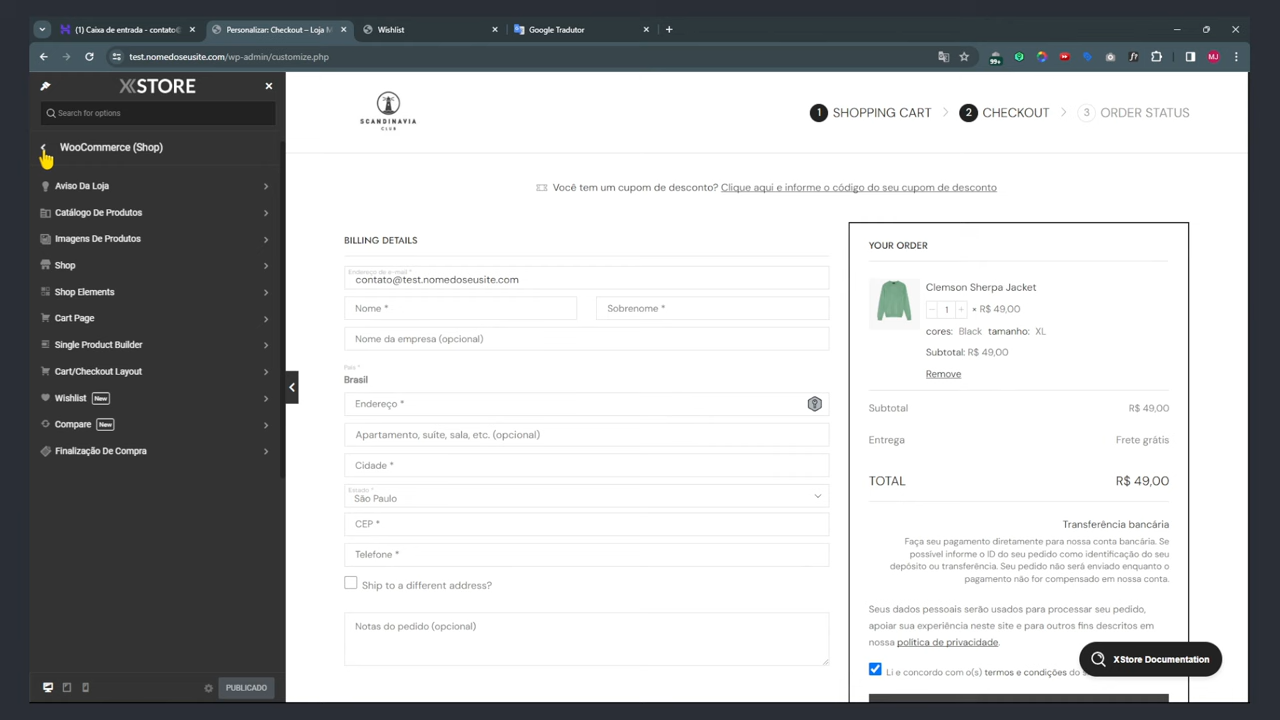 (1) Caixa de entrada - contato@
Personalizar: Checkout – Loja M
Wishlist
Google Tradutor
test.nomedoseusite.com/wp-admin/customize.php
99+
MJ
XSTORE
Search for options
WooCommerce (Shop)
Aviso Da Loja
Catálogo De Produtos
Imagens De Produtos
Shop
Shop Elements
Cart Page
Single Product Builder
Cart/Checkout Layout
Wishlist New
Compare New
Finalização De Compra
PUBLICADO
SCANDINAVIA
CLUB
1 SHOPPING CART
2 CHECKOUT
3 ORDER STATUS
Você tem um cupom de desconto? Clique aqui e informe o código do seu cupom de desconto
BILLING DETAILS
Endereço de e-mail *
contato@test.nomedoseusite.com
Nome *
Sobrenome *
Nome da empresa (opcional)
País *
Brasil
Endereço *
Apartamento, suíte, sala, etc. (opcional)
Cidade *
Estado *
São Paulo
CEP *
Telefone *
Ship to a different address?
Notas do pedido (opcional)
YOUR ORDER
Clemson Sherpa Jacket
− 1 + × R$ 49,00
cores: Black tamanho: XL
Subtotal: R$ 49,00
Remove
Subtotal R$ 49,00
Entrega Frete grátis
TOTAL R$ 49,00
Transferência bancária
Faça seu pagamento diretamente para nossa conta bancária. Se
possível informe o ID do seu pedido como identificação do seu
depósito ou transferência. Seu pedido não será enviado enquanto o
pagamento não for compensado em nossa conta.
Seus dados pessoais serão usados para processar seu pedido,
apoiar sua experiência neste site e para outros fins descritos em
nossa política de privacidade.
Li e concordo com o(s) termos e condições do s
XStore Documentation